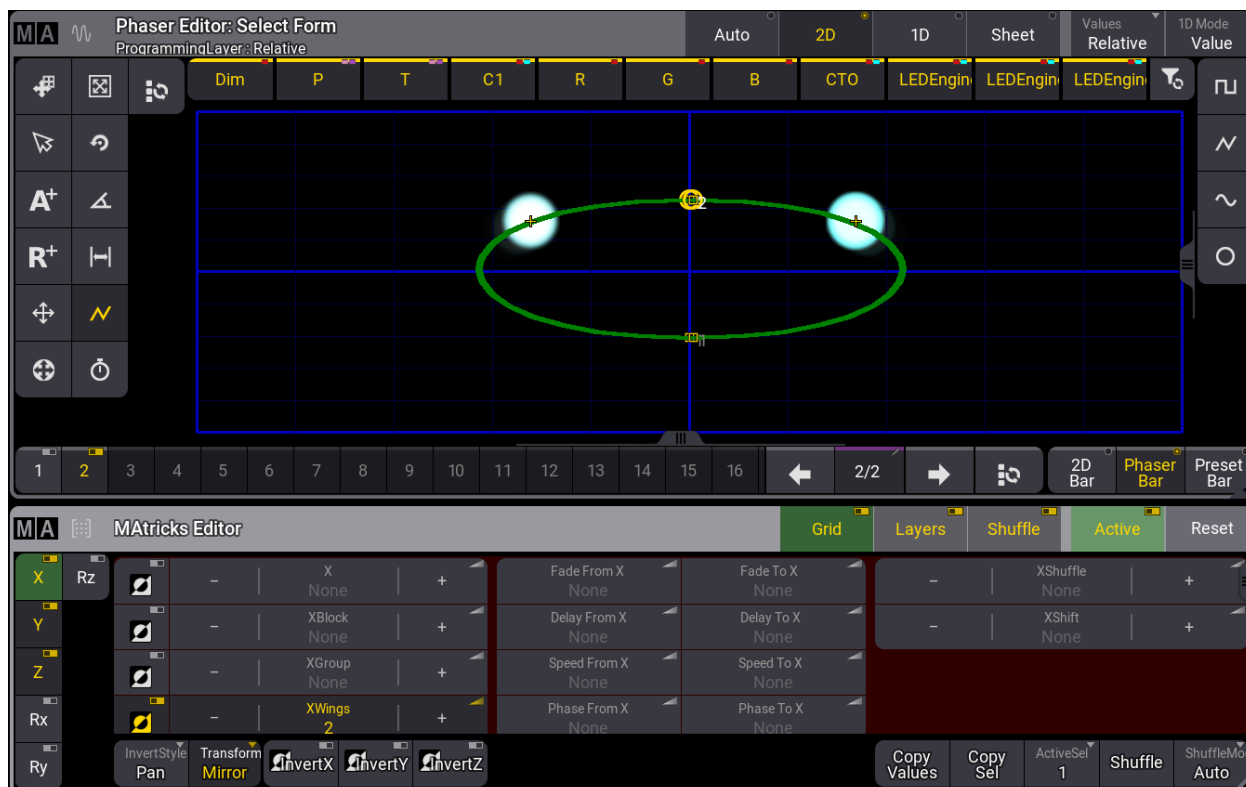 MA Phaser Editor: Select Form
ProgrammingLayer : Relative
Auto 2D 1D Sheet Values Relative 1D Mode Value
Dim P T C1 R G B CTO LEDEngin LEDEngin LEDEngin
A+
R+
2
1
1 2 3 4 5 6 7 8 9 10 11 12 13 14 15 16 2/2 2D Bar Phaser Bar Preset Bar
MA MAtricks Editor Grid Layers Shuffle Active Reset
X Rz - X None + Fade From X None Fade To X None - XShuffle None +
Y - XBlock None + Delay From X None Delay To X None - XShift None +
Z - XGroup None + Speed From X None Speed To X None
Rx - XWings 2 + Phase From X None Phase To X None
Ry InvertStyle Pan Transform Mirror InvertX InvertY InvertZ Copy Values Copy Sel ActiveSel 1 Shuffle ShuffleMo Auto